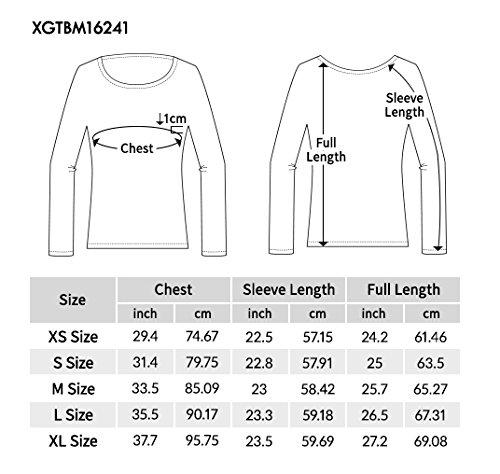 XGTBM16241
↓1cm
Chest
Full
Length
Sleeve
Length
Size Chest Sleeve Length Full Length
inch cm inch cm inch cm
XS Size 29.4 74.67 22.5 57.15 24.2 61.46
S Size 31.4 79.75 22.8 57.91 25 63.5
M Size 33.5 85.09 23 58.42 25.7 65.27
L Size 35.5 90.17 23.3 59.18 26.5 67.31
XL Size 37.7 95.75 23.5 59.69 27.2 69.08